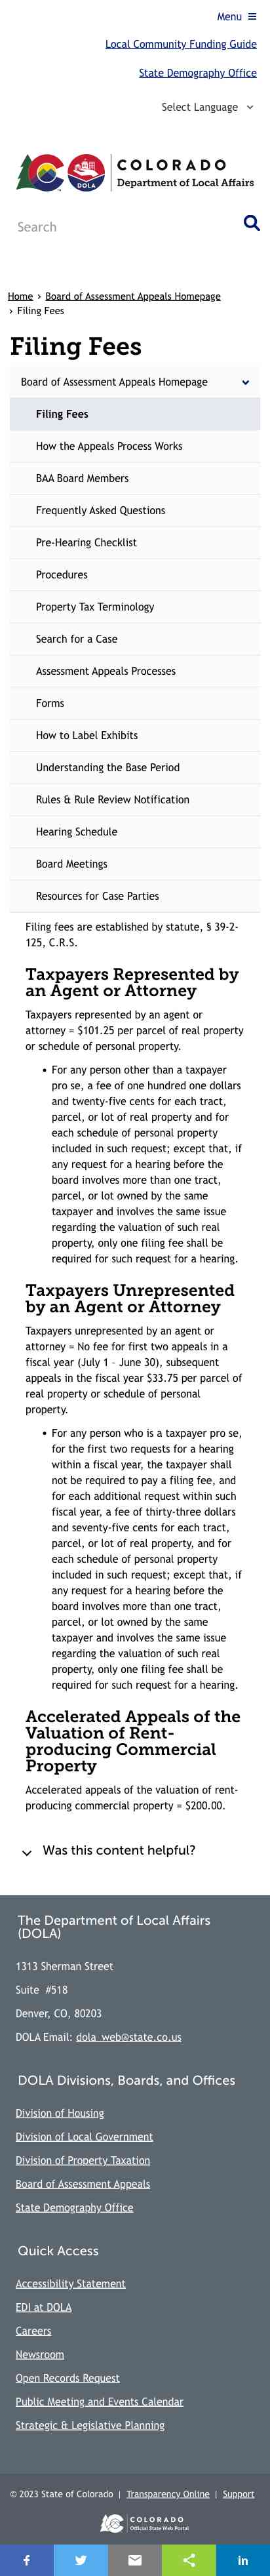 Menu
Local Community Funding Guide
State Demography Office
Select Language
DOLA
COLORADO
Department of Local Affairs
Search
Home › Board of Assessment Appeals Homepage
› Filing Fees
Filing Fees
Board of Assessment Appeals Homepage
Filing Fees
How the Appeals Process Works
BAA Board Members
Frequently Asked Questions
Pre-Hearing Checklist
Procedures
Property Tax Terminology
Search for a Case
Assessment Appeals Processes
Forms
How to Label Exhibits
Understanding the Base Period
Rules & Rule Review Notification
Hearing Schedule
Board Meetings
Resources for Case Parties
Filing fees are established by statute, § 39-2-
125, C.R.S.
Taxpayers Represented by
an Agent or Attorney
Taxpayers represented by an agent or
attorney = $101.25 per parcel of real property
or schedule of personal property.
• For any person other than a taxpayer
pro se, a fee of one hundred one dollars
and twenty-five cents for each tract,
parcel, or lot of real property and for
each schedule of personal property
included in such request; except that, if
any request for a hearing before the
board involves more than one tract,
parcel, or lot owned by the same
taxpayer and involves the same issue
regarding the valuation of such real
property, only one filing fee shall be
required for such request for a hearing.
Taxpayers Unrepresented
by an Agent or Attorney
Taxpayers unrepresented by an agent or
attorney = No fee for first two appeals in a
fiscal year (July 1 – June 30), subsequent
appeals in the fiscal year $33.75 per parcel of
real property or schedule of personal
property.
• For any person who is a taxpayer pro se,
for the first two requests for a hearing
within a fiscal year, the taxpayer shall
not be required to pay a filing fee, and
for each additional request within such
fiscal year, a fee of thirty-three dollars
and seventy-five cents for each tract,
parcel, or lot of real property, and for
each schedule of personal property
included in such request; except that, if
any request for a hearing before the
board involves more than one tract,
parcel, or lot owned by the same
taxpayer and involves the same issue
regarding the valuation of such real
property, only one filing fee shall be
required for such request for a hearing.
Accelerated Appeals of the
Valuation of Rent-
producing Commercial
Property
Accelerated appeals of the valuation of rent-
producing commercial property = $200.00.
Was this content helpful?
The Department of Local Affairs
(DOLA)
1313 Sherman Street
Suite #518
Denver, CO, 80203
DOLA Email: dola_web@state.co.us
DOLA Divisions, Boards, and Offices
Division of Housing
Division of Local Government
Division of Property Taxation
Board of Assessment Appeals
State Demography Office
Quick Access
Accessibility Statement
EDI at DOLA
Careers
Newsroom
Open Records Request
Public Meeting and Events Calendar
Strategic & Legislative Planning
© 2023 State of Colorado | Transparency Online | Support
COLORADO
Official State Web Portal